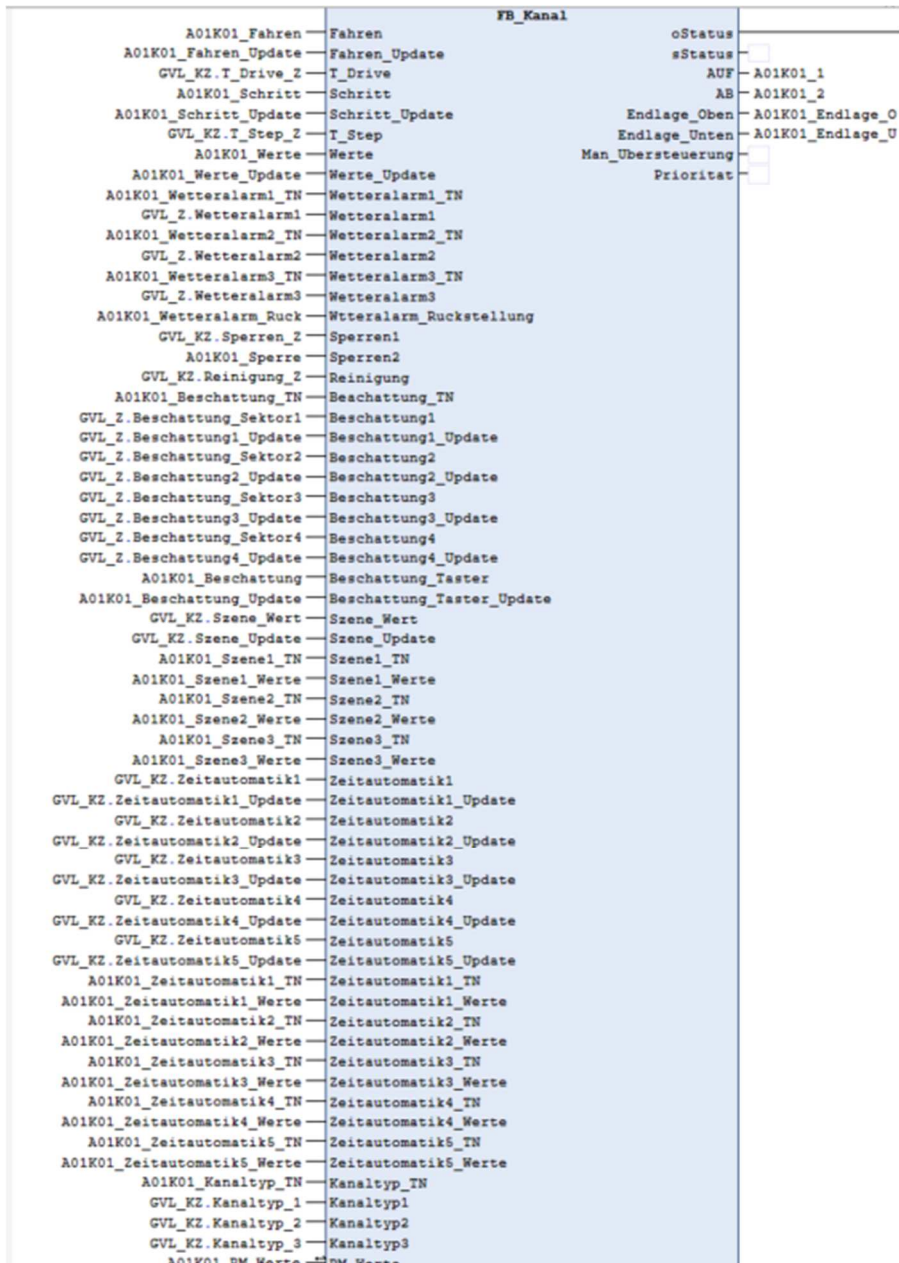 FB_Kanal
A01K01_Fahren Fahren oStatus
A01K01_Fahren_Update Fahren_Update sStatus
GVL_KZ.T_Drive_Z T_Drive AUF A01K01_1
A01K01_Schritt Schritt AB A01K01_2
A01K01_Schritt_Update Schritt_Update Endlage_Oben A01K01_Endlage_O
GVL_KZ.T_Step_Z T_Step Endlage_Unten A01K01_Endlage_U
A01K01_Werte Werte Man_Ubersteuerung
A01K01_Werte_Update Werte_Update Prioritat
A01K01_Wetteralarm1_TN Wetteralarm1_TN
GVL_Z.Wetteralarm1 Wetteralarm1
A01K01_Wetteralarm2_TN Wetteralarm2_TN
GVL_Z.Wetteralarm2 Wetteralarm2
A01K01_Wetteralarm3_TN Wetteralarm3_TN
GVL_Z.Wetteralarm3 Wetteralarm3
A01K01_Wetteralarm_Ruck Wtteralarm_Ruckstellung
GVL_KZ.Sperren_Z Sperren1
A01K01_Sperre Sperren2
GVL_KZ.Reinigung_Z Reinigung
A01K01_Beschattung_TN Beachattung_TN
GVL_Z.Beschattung_Sektor1 Beschattung1
GVL_Z.Beschattung1_Update Beschattung1_Update
GVL_Z.Beschattung_Sektor2 Beschattung2
GVL_Z.Beschattung2_Update Beschattung2_Update
GVL_Z.Beschattung_Sektor3 Beschattung3
GVL_Z.Beschattung3_Update Beschattung3_Update
GVL_Z.Beschattung_Sektor4 Beschattung4
GVL_Z.Beschattung4_Update Beschattung4_Update
A01K01_Beschattung Beschattung_Taster
A01K01_Beschattung_Update Beschattung_Taster_Update
GVL_KZ.Szene_Wert Szene_Wert
GVL_KZ.Szene_Update Szene_Update
A01K01_Szene1_TN Szene1_TN
A01K01_Szene1_Werte Szene1_Werte
A01K01_Szene2_TN Szene2_TN
A01K01_Szene2_Werte Szene2_Werte
A01K01_Szene3_TN Szene3_TN
A01K01_Szene3_Werte Szene3_Werte
GVL_KZ.Zeitautomatik1 Zeitautomatik1
GVL_KZ.Zeitautomatik1_Update Zeitautomatik1_Update
GVL_KZ.Zeitautomatik2 Zeitautomatik2
GVL_KZ.Zeitautomatik2_Update Zeitautomatik2_Update
GVL_KZ.Zeitautomatik3 Zeitautomatik3
GVL_KZ.Zeitautomatik3_Update Zeitautomatik3_Update
GVL_KZ.Zeitautomatik4 Zeitautomatik4
GVL_KZ.Zeitautomatik4_Update Zeitautomatik4_Update
GVL_KZ.Zeitautomatik5 Zeitautomatik5
GVL_KZ.Zeitautomatik5_Update Zeitautomatik5_Update
A01K01_Zeitautomatik1_TN Zeitautomatik1_TN
A01K01_Zeitautomatik1_Werte Zeitautomatik1_Werte
A01K01_Zeitautomatik2_TN Zeitautomatik2_TN
A01K01_Zeitautomatik2_Werte Zeitautomatik2_Werte
A01K01_Zeitautomatik3_TN Zeitautomatik3_TN
A01K01_Zeitautomatik3_Werte Zeitautomatik3_Werte
A01K01_Zeitautomatik4_TN Zeitautomatik4_TN
A01K01_Zeitautomatik4_Werte Zeitautomatik4_Werte
A01K01_Zeitautomatik5_TN Zeitautomatik5_TN
A01K01_Zeitautomatik5_Werte Zeitautomatik5_Werte
A01K01_Kanaltyp_TN Kanaltyp_TN
GVL_KZ.Kanaltyp_1 Kanaltyp1
GVL_KZ.Kanaltyp_2 Kanaltyp2
GVL_KZ.Kanaltyp_3 Kanaltyp3